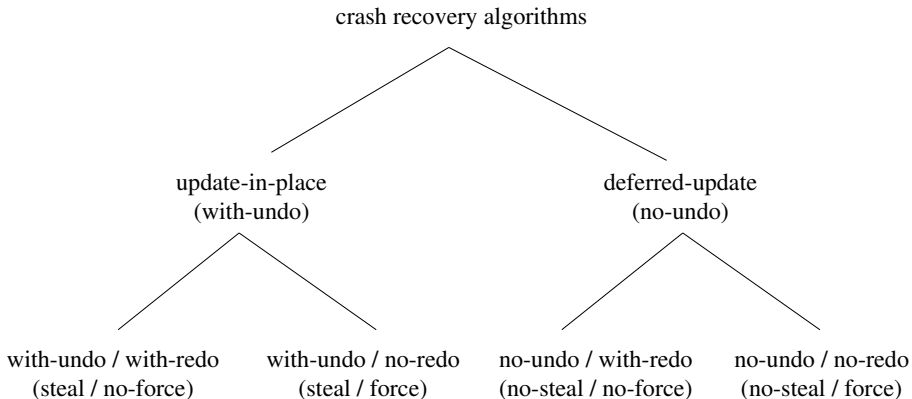 crash recovery algorithms
update-in-place
(with-undo)
deferred-update
(no-undo)
with-undo / with-redo
(steal / no-force)
with-undo / no-redo
(steal / force)
no-undo / with-redo
(no-steal / no-force)
no-undo / no-redo
(no-steal / force)